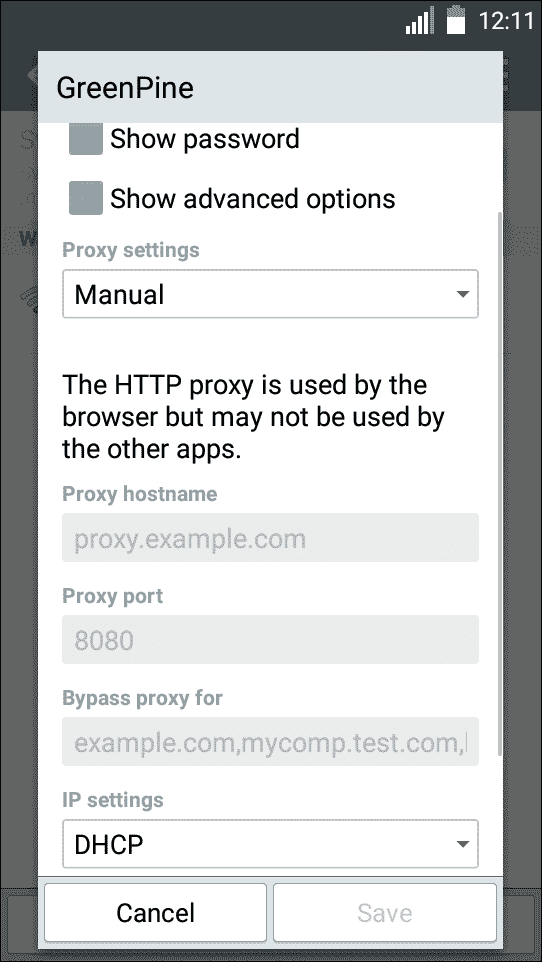 12:11
GreenPine
Show password
Show advanced options
Proxy settings
Manual
The HTTP proxy is used by the
browser but may not be used by
the other apps.
Proxy hostname
proxy.example.com
Proxy port
8080
Bypass proxy for
example.com,mycomp.test.com,
IP settings
DHCP
Cancel
Save